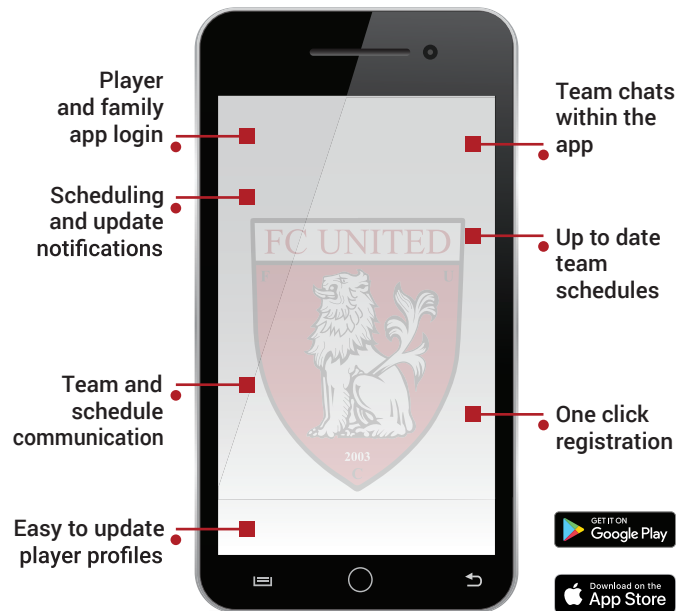 Player
and family
app login
Scheduling
and update
notifications
Team and
schedule
communication
Easy to update
player profiles
FC UNITED
F C
2003
C
Team chats
within the
app
Up to date
team
schedules
One click
registration
GET IT ON
Google Play
Download on the
App Store